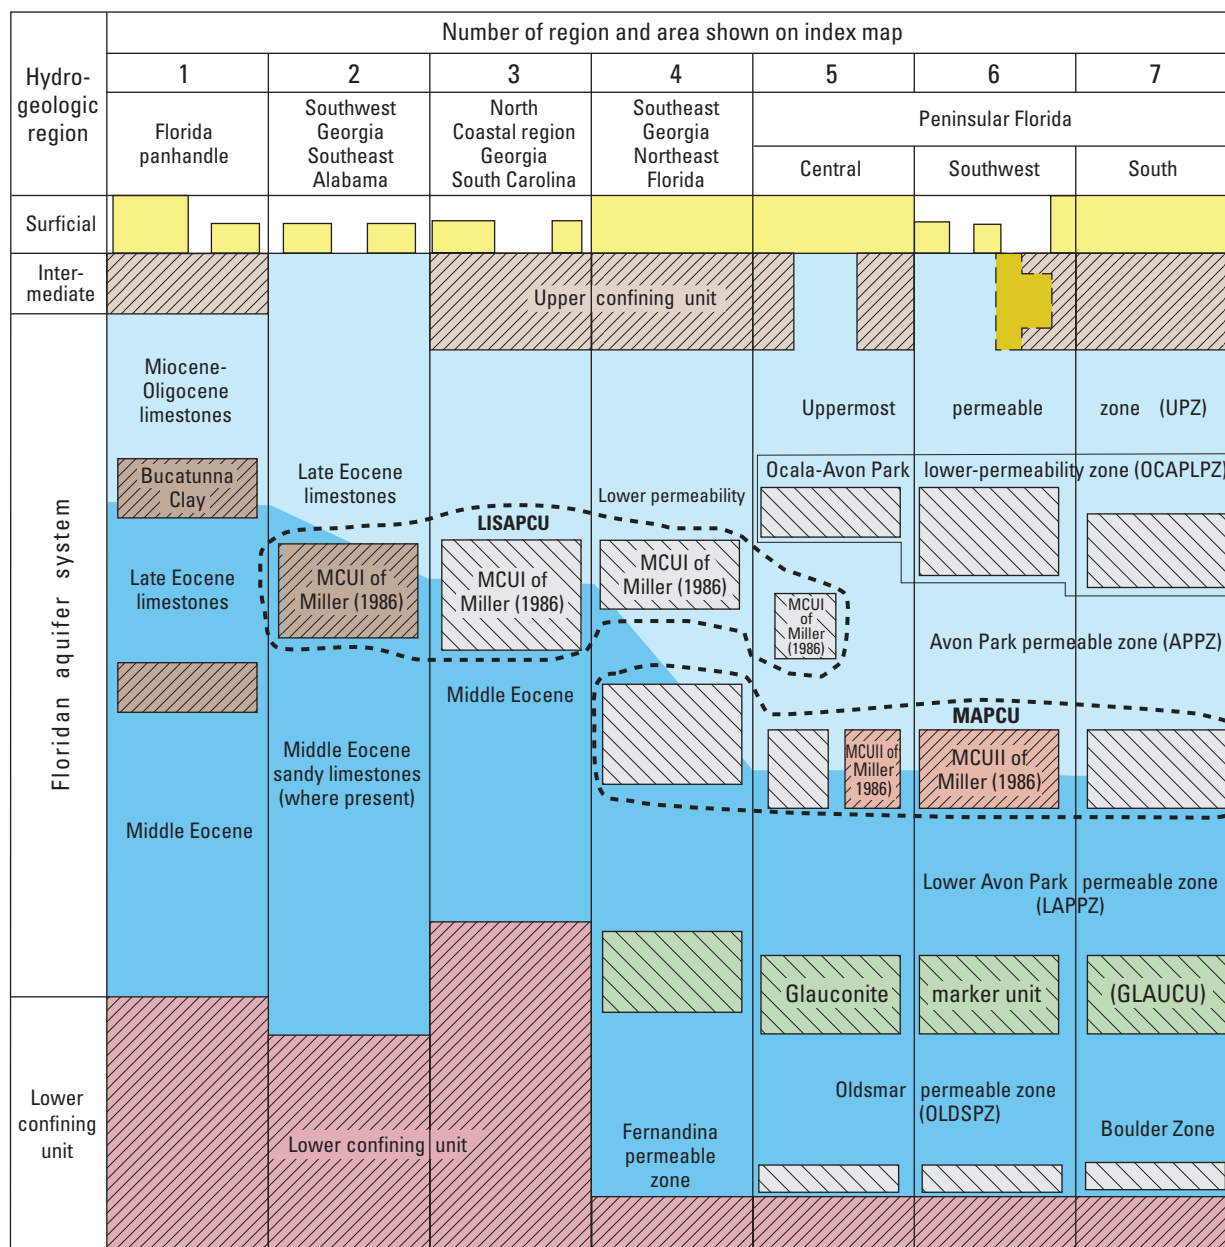 Number of region and area shown on index map
Hydro-
geologic
region
1
2
3
4
5
6
7
Florida
panhandle
Southwest
Georgia
Southeast
Alabama
North
Coastal region
Georgia
South Carolina
Southeast
Georgia
Northeast
Florida
Peninsular Florida
Central
Southwest
South
Surficial
Inter-
mediate
Upper confining unit
Floridan aquifer system
Miocene-
Oligocene
limestones
Uppermost permeable zone (UPZ)
Bucatunna
Clay
Late Eocene
limestones
Lower permeability
Ocala-Avon Park lower-permeability zone (OCAPLPZ)
LISAPCU
Late Eocene
limestones
MCUI of
Miller (1986)
MCUI of
Miller (1986)
MCUI of
Miller (1986)
MCUI
of
Miller
(1986)
Avon Park permeable zone (APPZ)
Middle Eocene
MAPCU
Middle Eocene
sandy limestones
(where present)
MCUII of
Miller
1986)
MCUII of
Miller (1986)
Middle Eocene
Lower Avon Park permeable zone
(LAPPZ)
Glauconite marker unit (GLAUCU)
Lower
confining
unit
Lower confining unit
Oldsmar permeable zone
(OLDSPZ)
Fernandina
permeable
zone
Boulder Zone